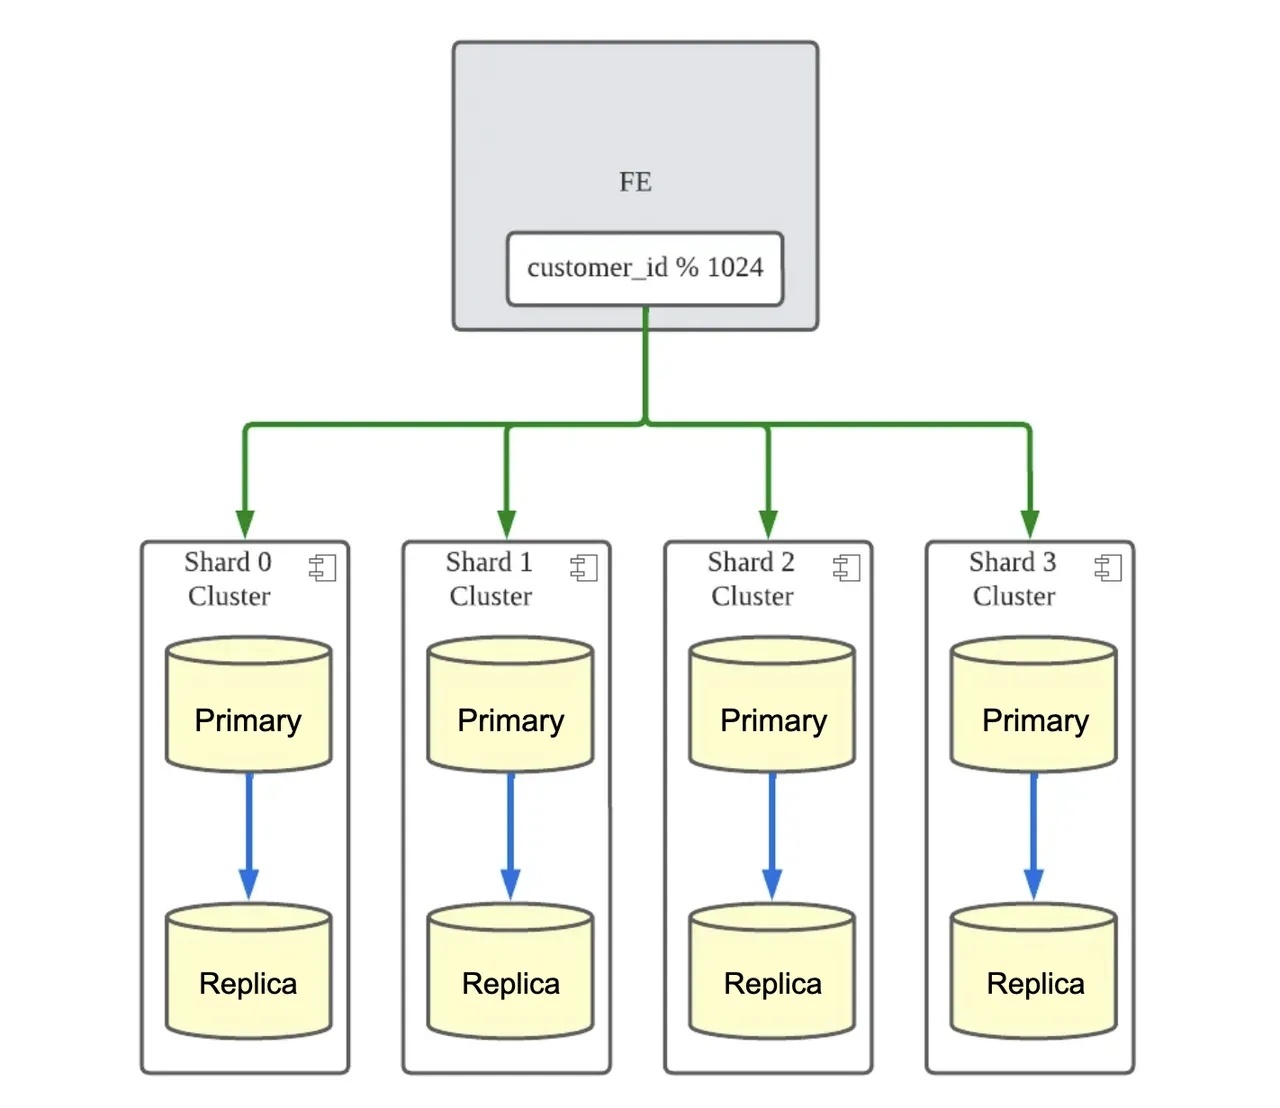 FE
customer_id % 1024
Shard 0
Cluster
Shard 1
Cluster
Shard 2
Cluster
Shard 3
Cluster
Primary
Primary
Primary
Primary
Replica
Replica
Replica
Replica